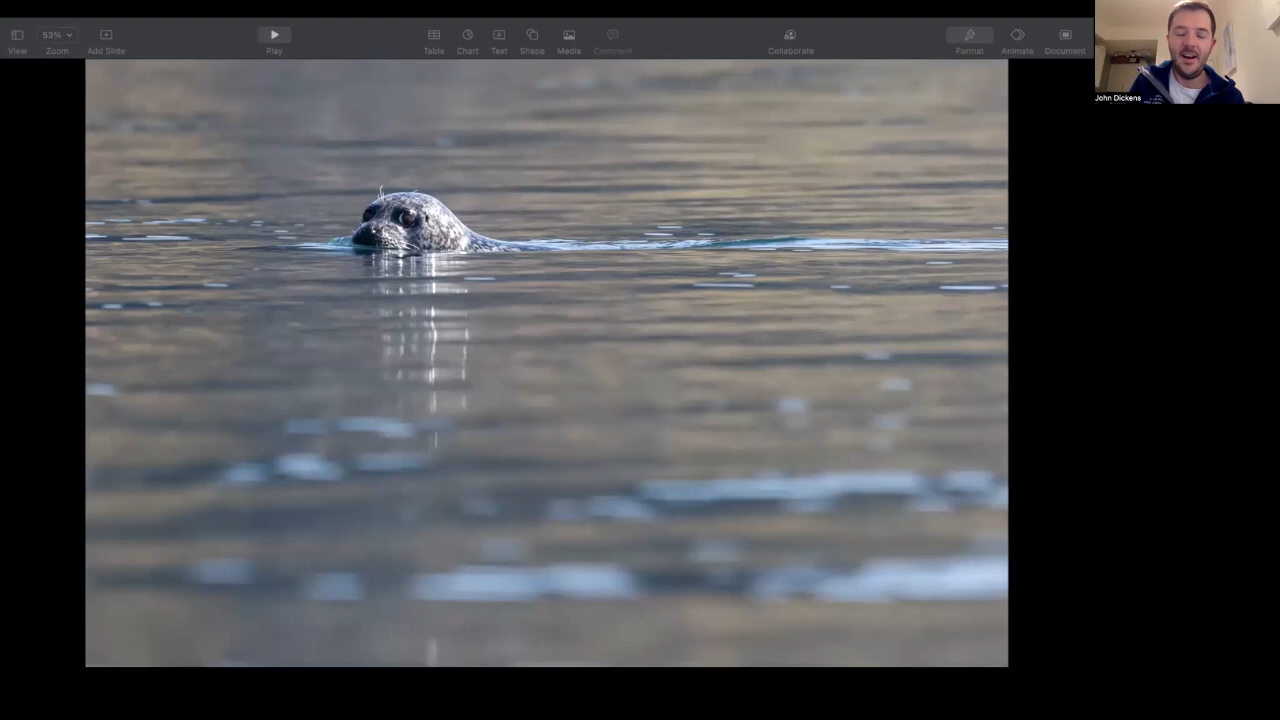 53%
View
Zoom
Add Slide
Play
Table
Chart
Text
Shape
Media
Comment
Collaborate
Format
Animate
Document
John Dickens